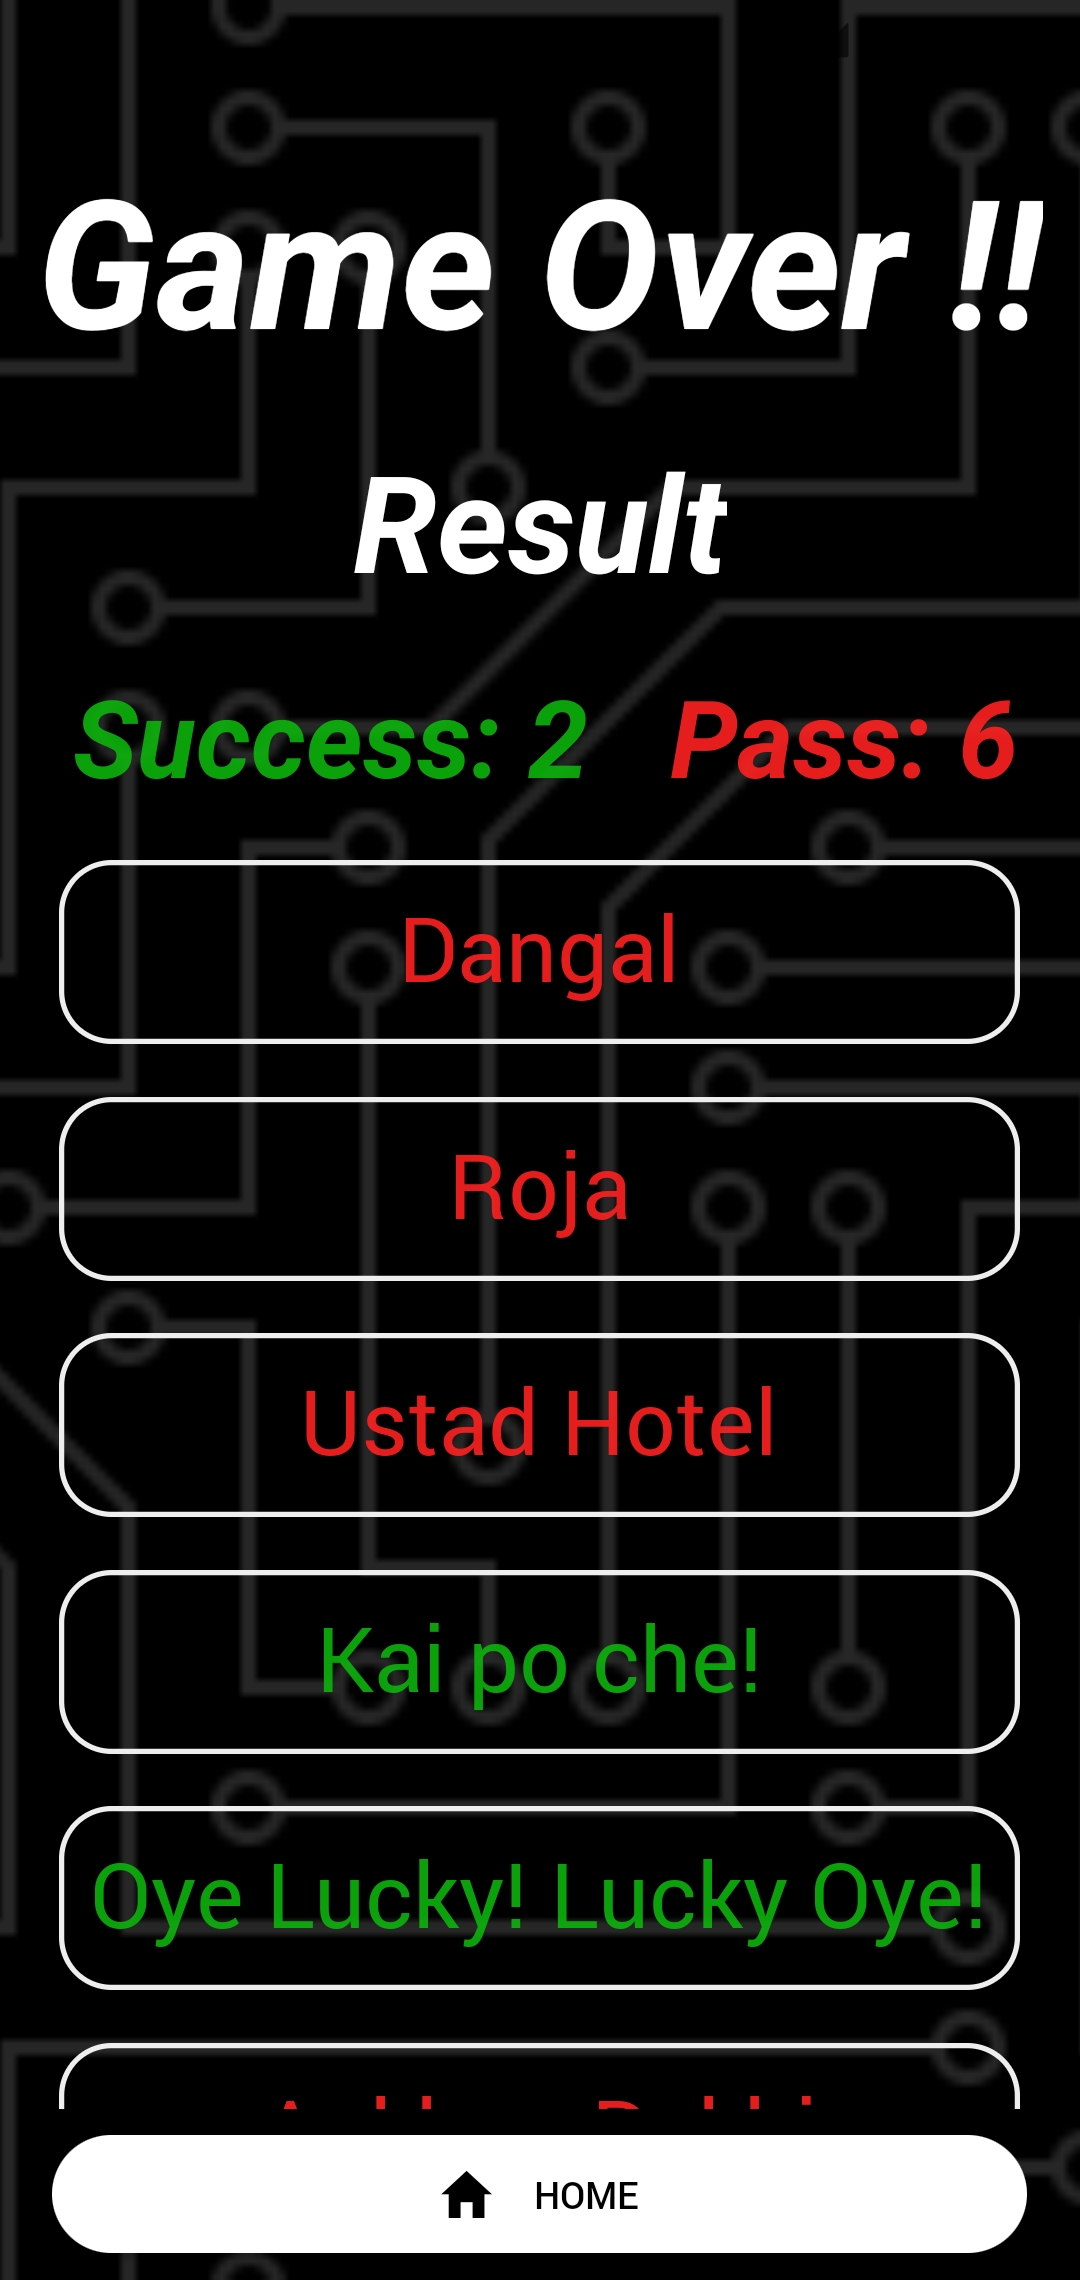 Game Over !!
Result
Success: 2 Pass: 6
Dangal
Roja
Ustad Hotel
Kai po che!
Oye Lucky! Lucky Oye!
HOME